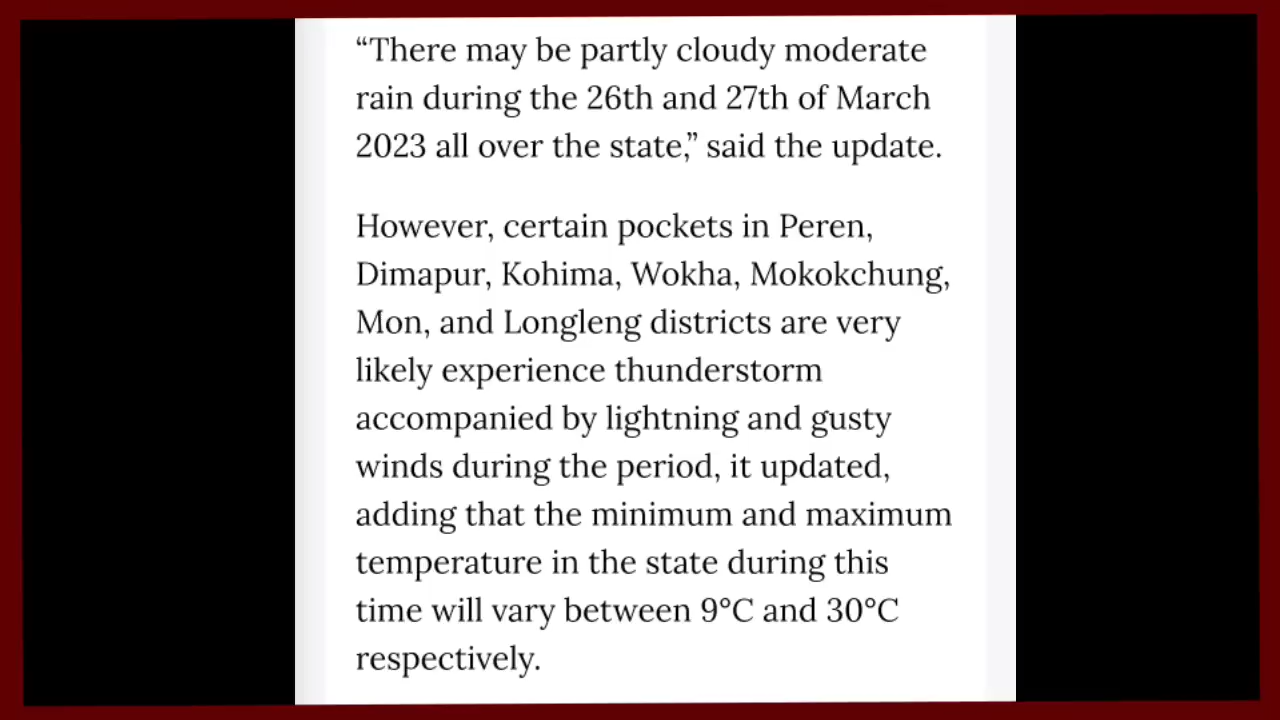 “There may be partly cloudy moderate
rain during the 26th and 27th of March
2023 all over the state,” said the update.
However, certain pockets in Peren,
Dimapur, Kohima, Wokha, Mokokchung,
Mon, and Longleng districts are very
likely experience thunderstorm
accompanied by lightning and gusty
winds during the period, it updated,
adding that the minimum and maximum
temperature in the state during this
time will vary between 9°C and 30°C
respectively.